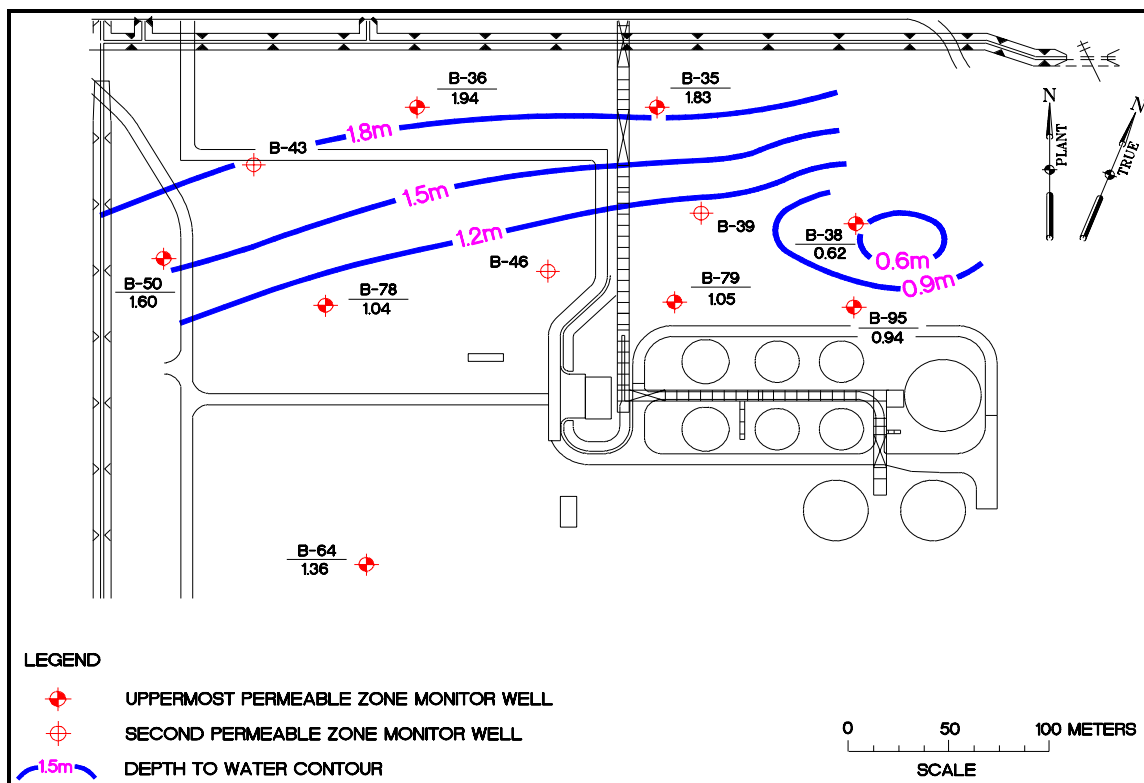 B-36
1.94
B-35
1.83
N
N
PLANT
TRUE
1.8m
B-43
1.5m
1.2m
B-39
B-38
0.62
0.6m
0.9m
B-46
B-50
1.60
B-78
1.04
B-79
1.05
B-95
0.94
B-64
1.36
LEGEND
UPPERMOST PERMEABLE ZONE MONITOR WELL
SECOND PERMEABLE ZONE MONITOR WELL
1.5m DEPTH TO WATER CONTOUR
0 50 100 METERS
SCALE